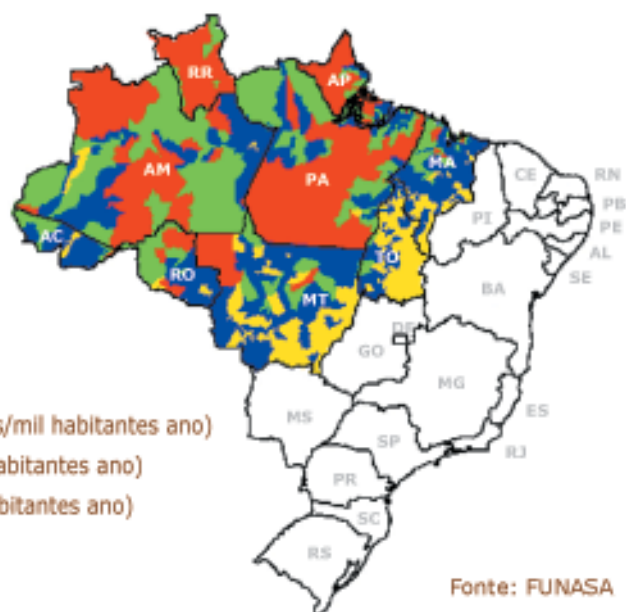 RR
AP
AM
PA
MA
CE
RN
PB
PI
PE
AC
TO
AL
RO
SE
MT
BA
DF
GO
MG
s/mil habitantes ano)
MS
ES
SP
RJ
abitantes ano)
PR
bitantes ano)
SC
RS
Fonte: FUNASA